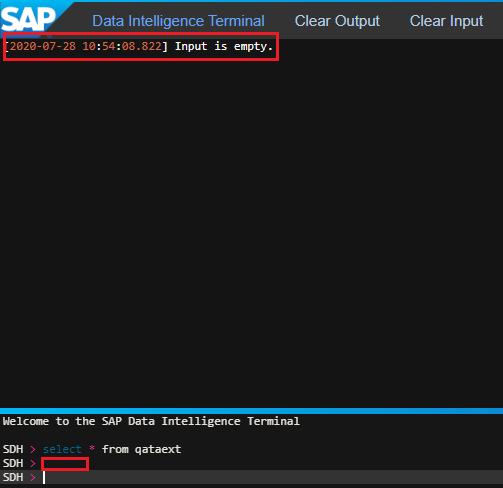 SAP Data Intelligence Terminal Clear Output Clear Input
[2020-07-28 10:54:08.822] Input is empty.
Welcome to the SAP Data Intelligence Terminal
SDH > select * from qataext
SDH >
SDH >